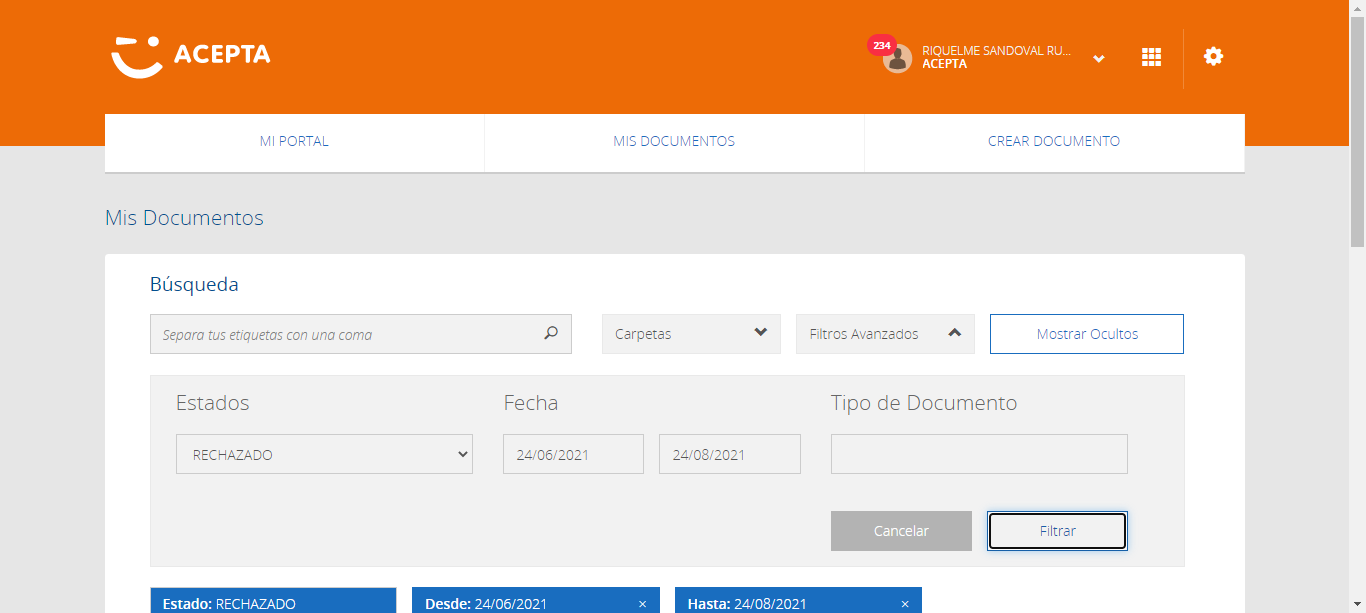 ACEPTA
234
RIQUELME SANDOVAL RU...
ACEPTA
MI PORTAL
MIS DOCUMENTOS
CREAR DOCUMENTO
Mis Documentos
Búsqueda
Separa tus etiquetas con una coma
Carpetas
Filtros Avanzados
Mostrar Ocultos
Estados
Fecha
Tipo de Documento
RECHAZADO
24/06/2021
24/08/2021
Cancelar
Filtrar
Estado: RECHAZADO
Desde: 24/06/2021 ×
Hasta: 24/08/2021 ×